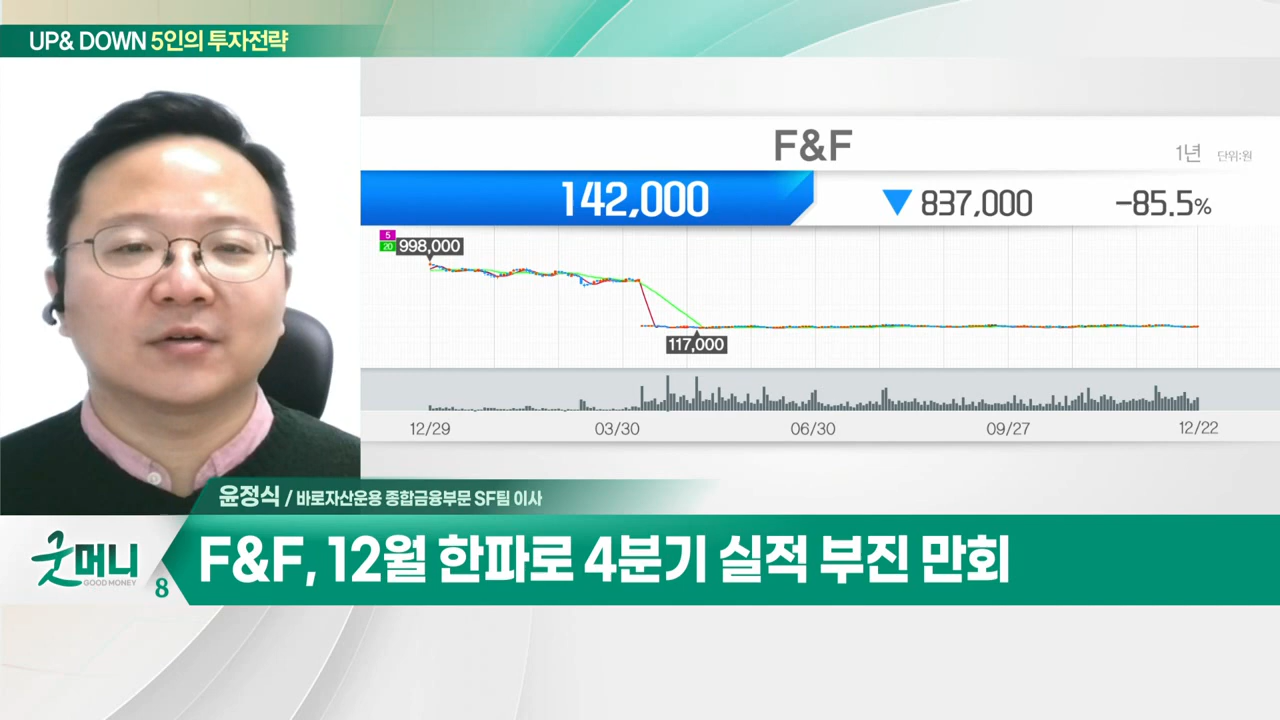 UP& DOWN 5인의 투자전략
F&F
1년 단위:원
142,000 ▼ 837,000 -85.5%
5
20
998,000
117,000
12/29 03/30 06/30 09/27 12/22
윤정식 / 바로자산운용 종합금융부문 SF팀 이사
굿머니
GOOD MONEY
8
F&F, 12월 한파로 4분기 실적 부진 만회